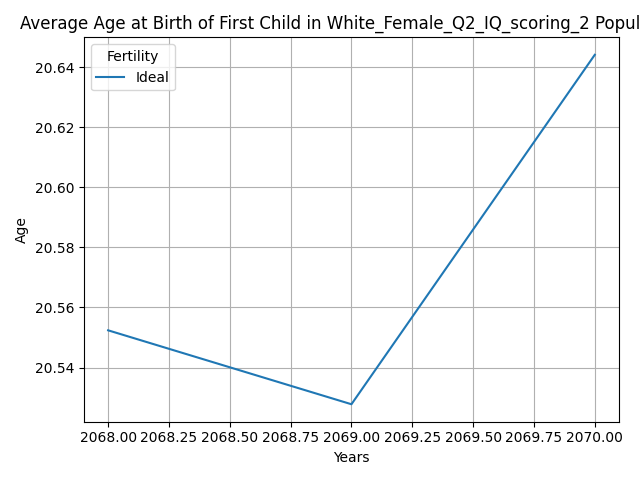 Average Age at Birth of First Child in White_Female_Q2_IQ_scoring_2 Popul
Fertility
Ideal
20.64
20.62
20.60
20.58
20.56
20.54
Age
2068.00 2068.25 2068.50 2068.75 2069.00 2069.25 2069.50 2069.75 2070.00
Years